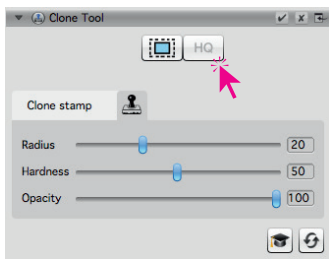 Clone Tool
HQ
Clone stamp
Radius 20
Hardness 50
Opacity 100